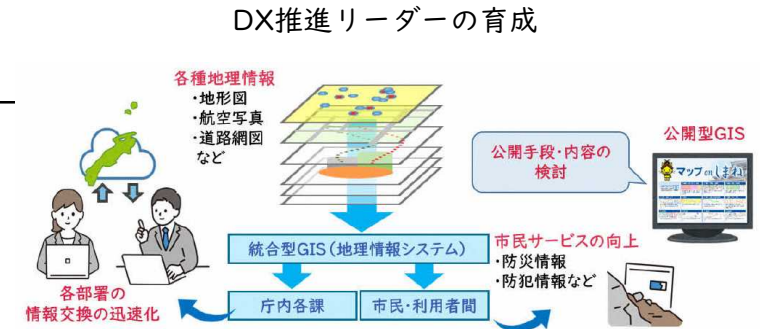 DX推進リーダーの育成
各種地理情報
・地形図
・航空写真
・道路網図
など
公開手段・内容の
検討
公開型GIS
マップonしまね
統合型GIS（地理情報システム）
市民サービスの向上
・防災情報
・防犯情報など
各部署の
情報交換の迅速化
庁内各課
市民・利用者間